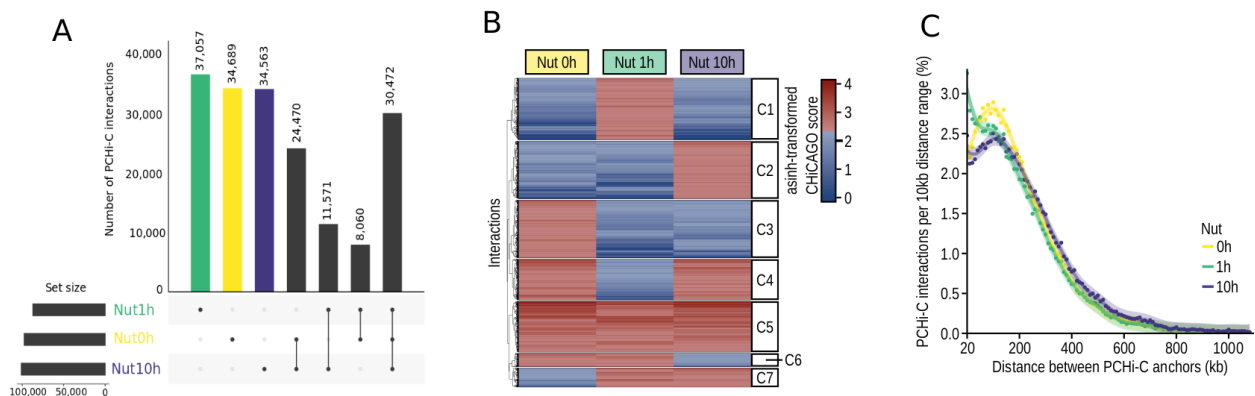 A
Number of PCHi-C interactions
40,000
30,000
20,000
10,000
0
37,057
34,689
34,563
24,470
11,571
8,060
30,472
Set size
Nut1h
Nut0h
Nut10h
100,000 50,000 0
B
Nut 0h Nut 1h Nut 10h
Interactions
C1
C2
C3
C4
C5
C6
C7
asinh-transformed
CHiCAGO score
4
3
2
1
0
C
PCHi-C interactions per 10kb distance range (%)
3.0
2.5
2.0
1.5
1.0
0.5
0.0
20 200 400 600 800 1000
Distance between PCHi-C anchors (kb)
Nut
0h
1h
10h